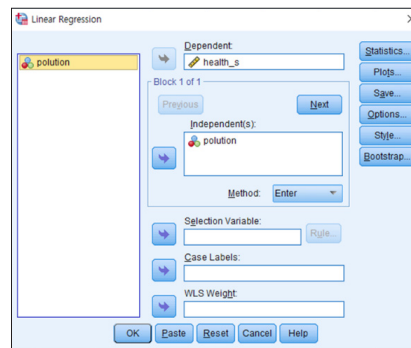 Linear Regression
polution
Dependent:
health_s
Block 1 of 1
Previous
Next
Independent(s):
polution
Method: Enter
Selection Variable:
Rule...
Case Labels:
WLS Weight:
Statistics...
Plots...
Save...
Options...
Style...
Bootstrap...
OK Paste Reset Cancel Help